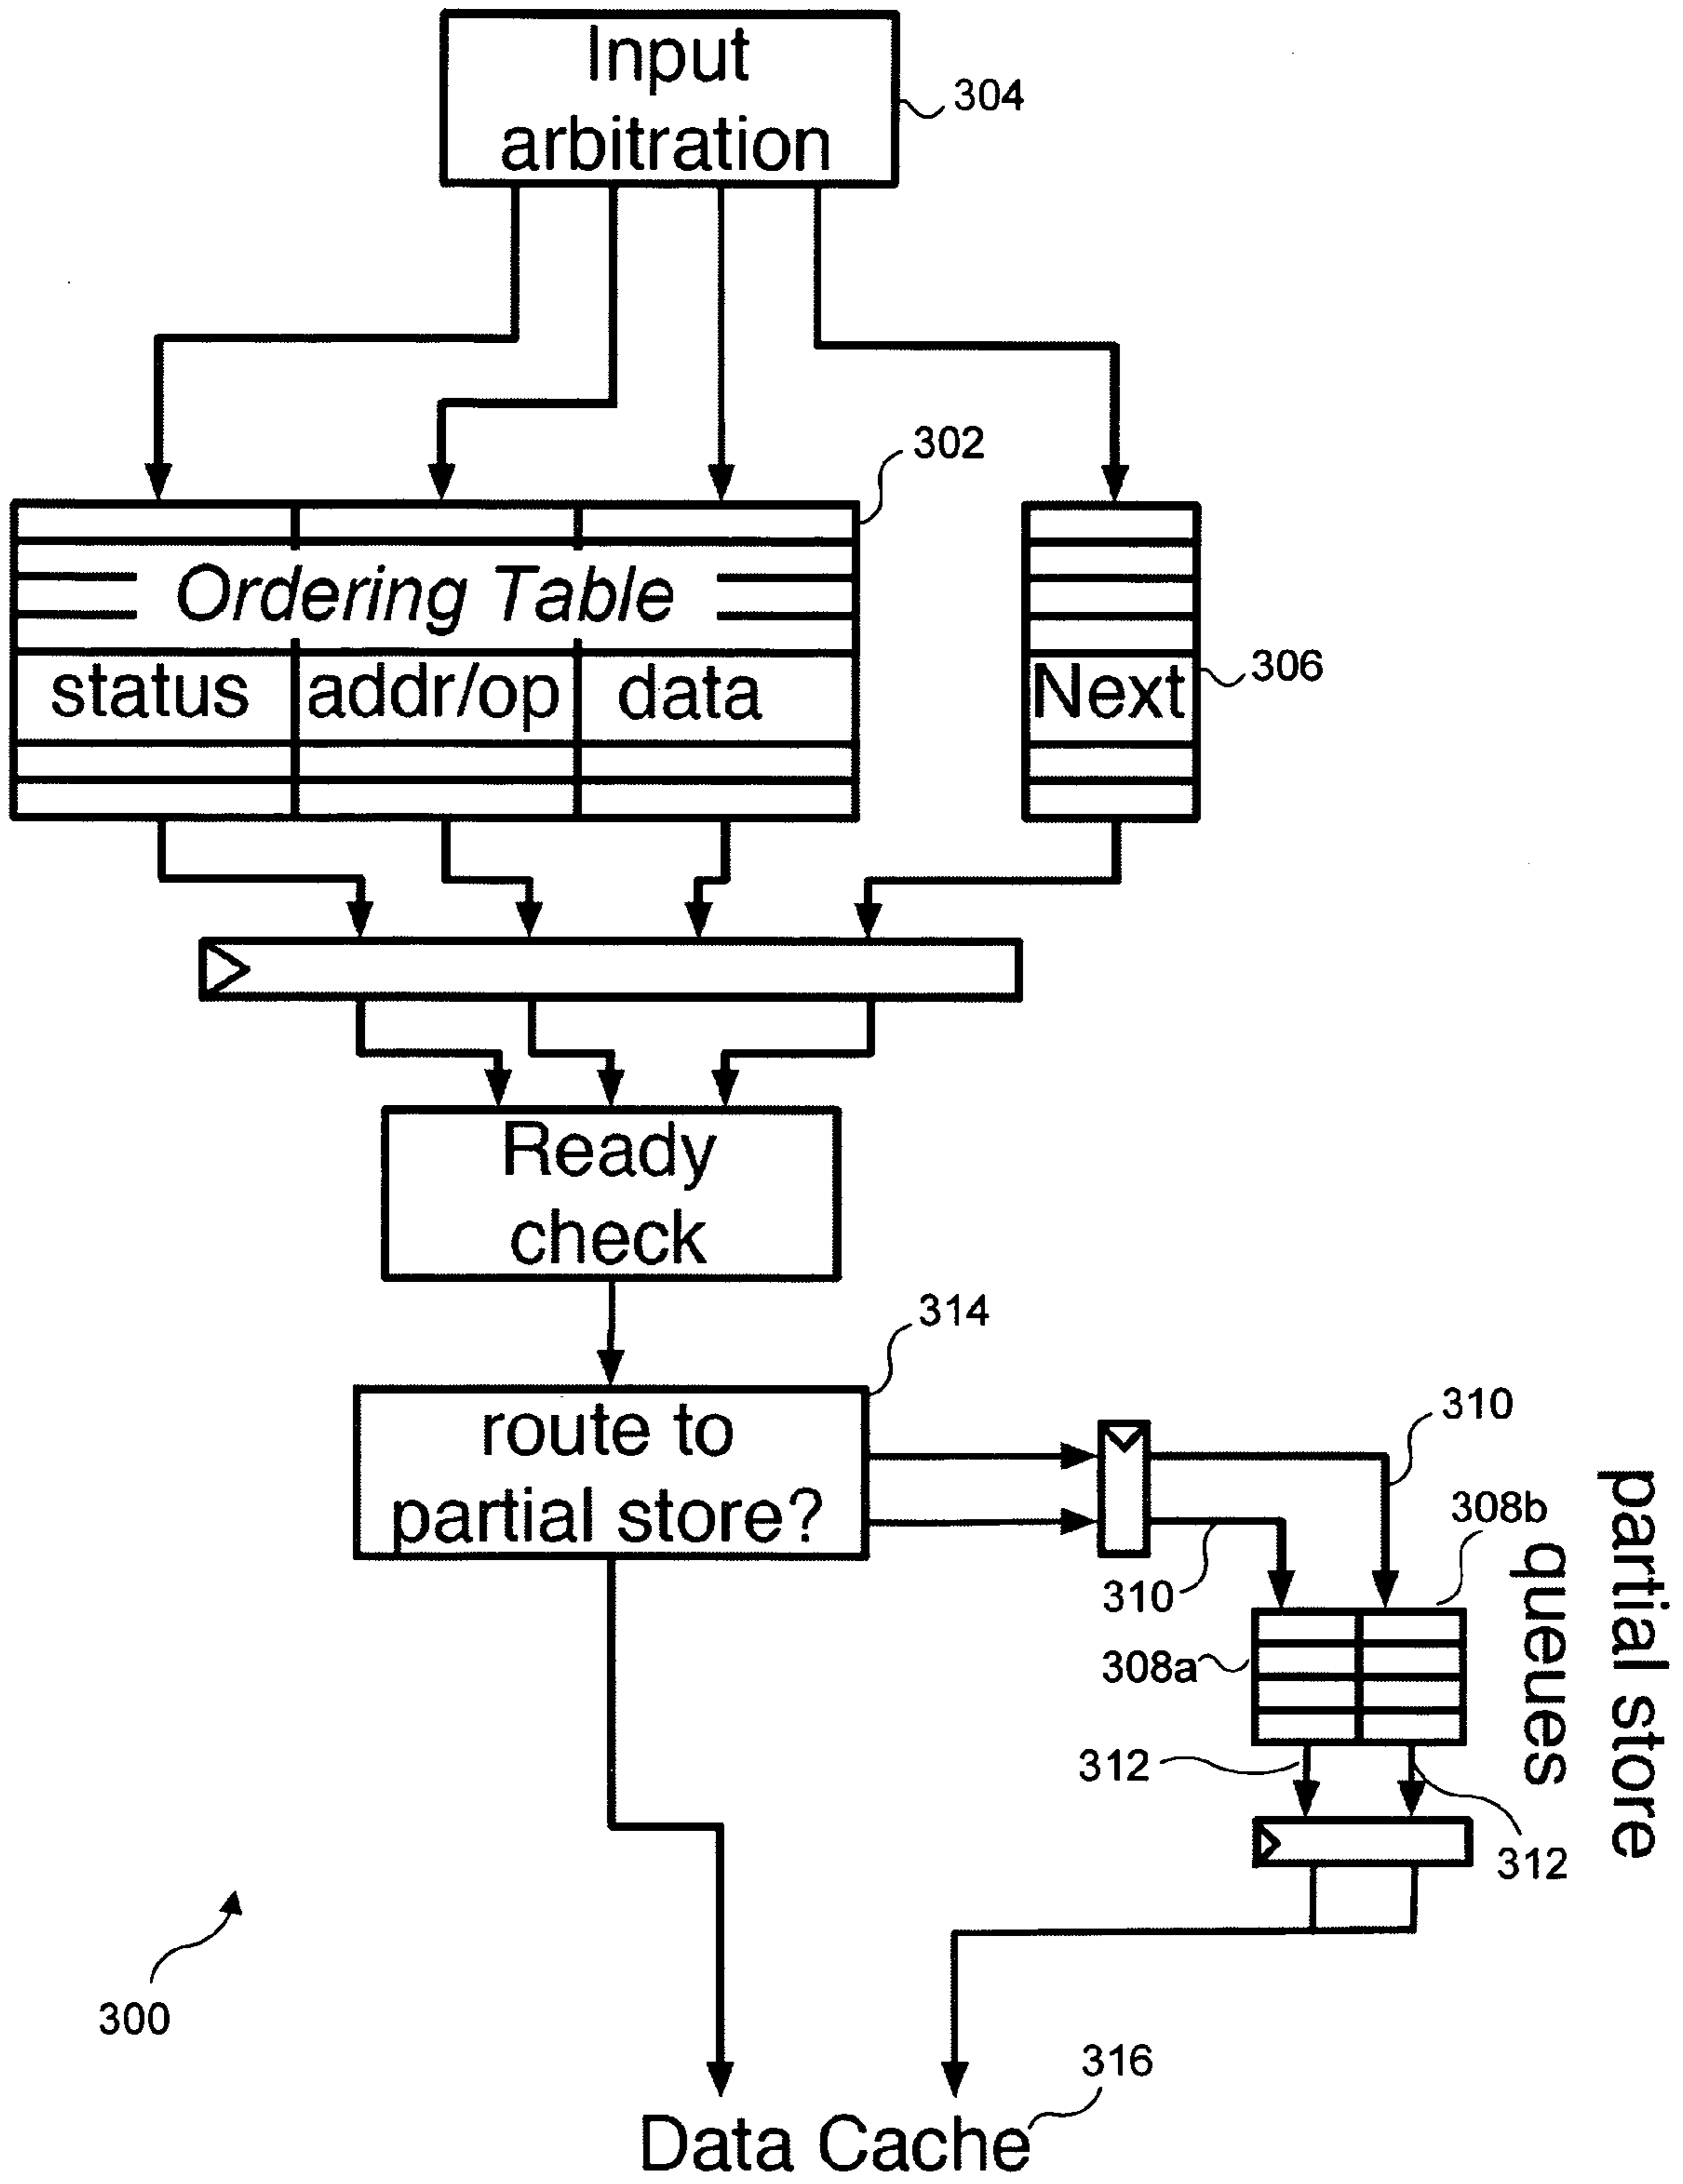 Input
arbitration
304
302
Ordering Table
status addr/op data
Next
306
Ready
check
314
route to
partial store?
310
310
308b
308a
partial store
queues
312
312
300
316
Data Cache